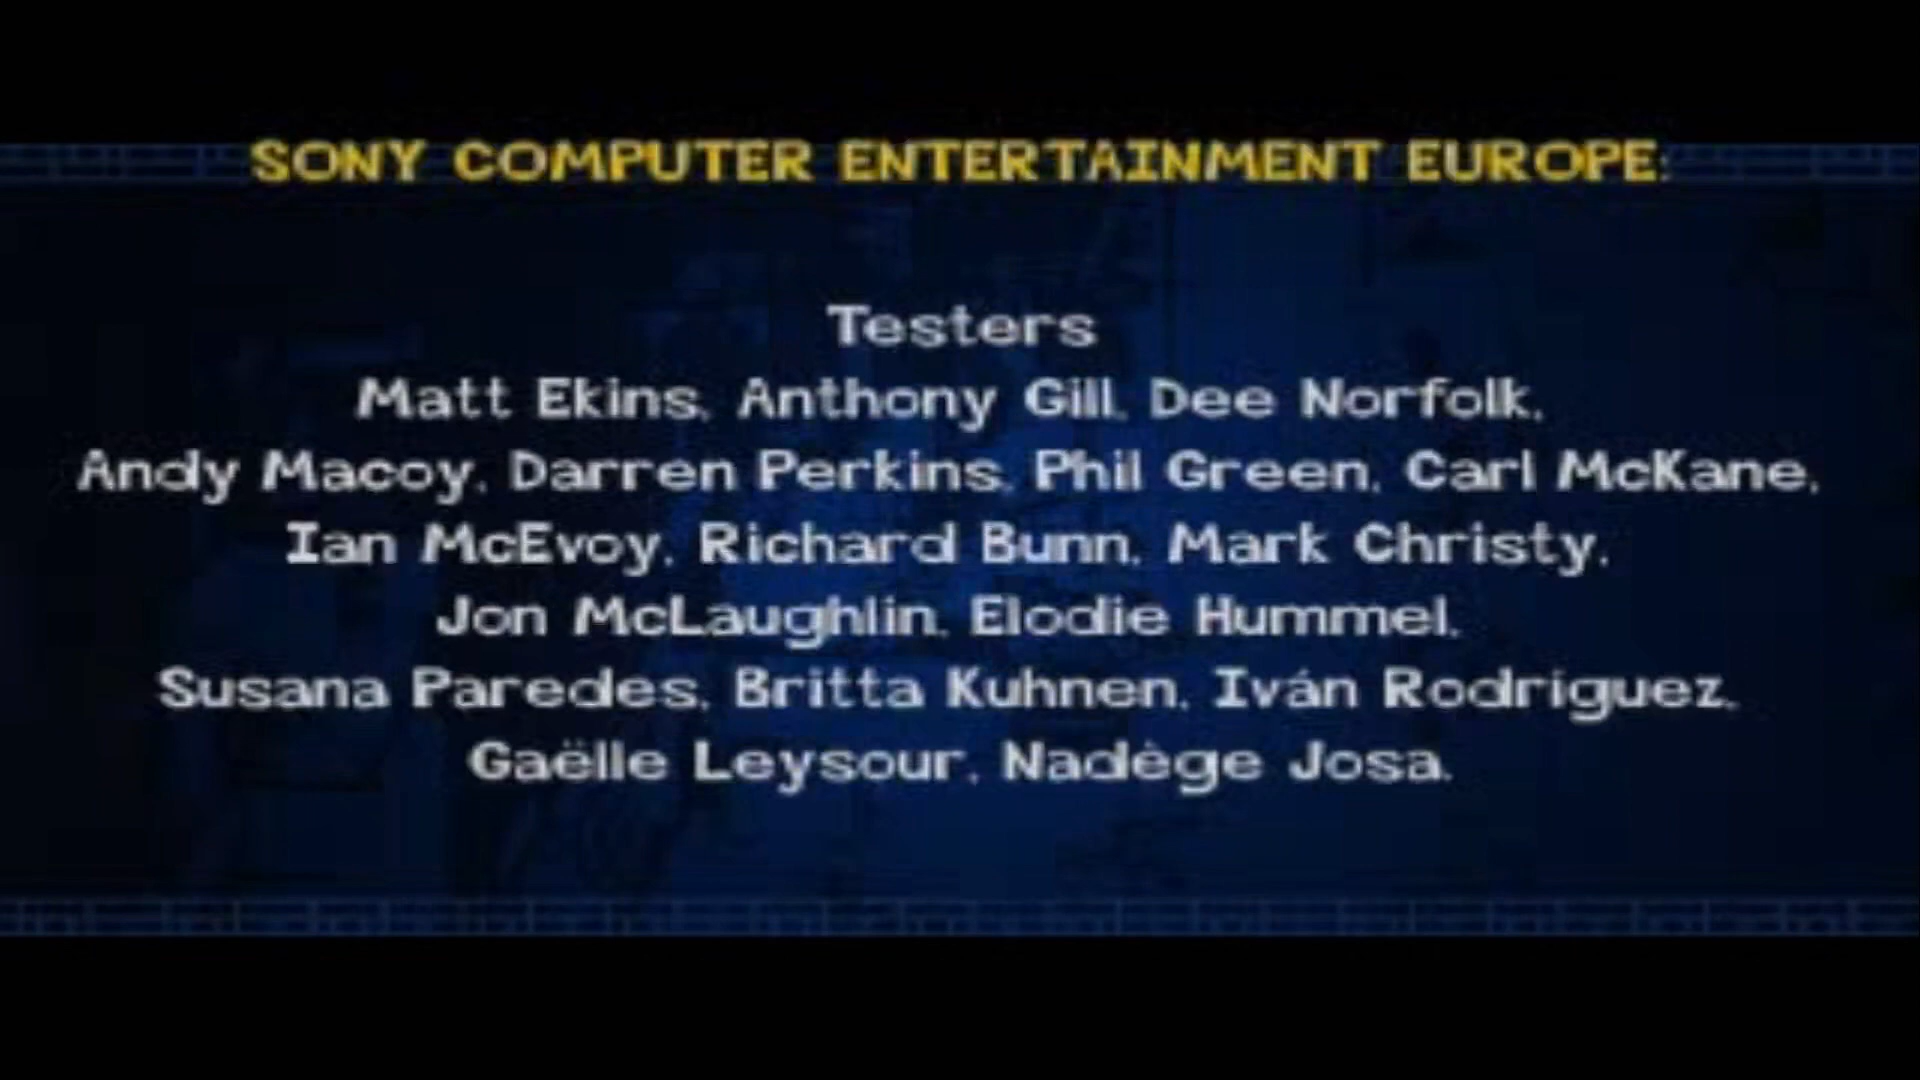 SONY COMPUTER ENTERTAINMENT EUROPE:
Testers
Matt Ekins, Anthony Gill, Dee Norfolk,
Andy Macoy, Darren Perkins, Phil Green, Carl McKane,
Ian McEvoy, Richard Bunn, Mark Christy,
Jon McLaughlin, Elodie Hummel,
Susana Paredes, Britta Kuhnen, Iván Rodríguez,
Gaëlle Leysour, Nadège Josa.